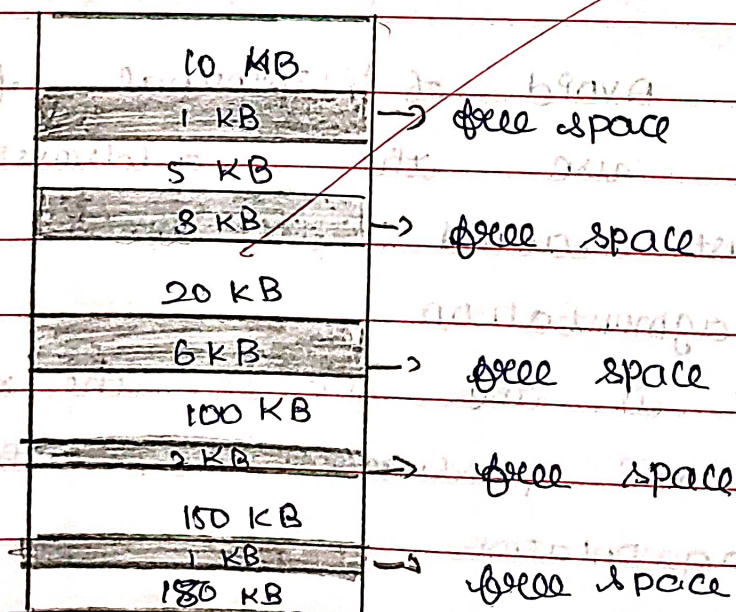 10 KB
1 KB → free space
5 KB
8 KB → free space
20 KB
6 KB → free space
100 KB
2 KB → free space
150 KB
1 KB → free space
180 KB